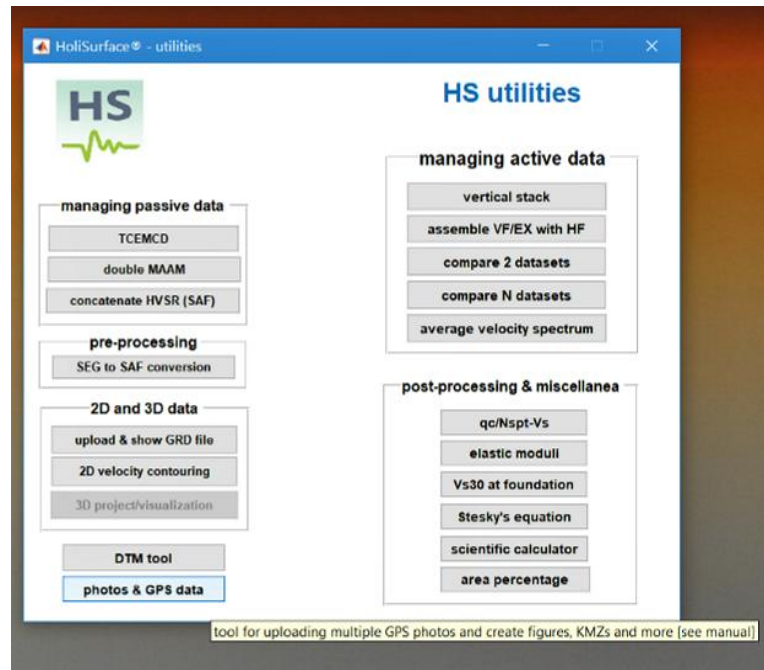 HoliSurface® - utilities
HS
HS utilities
managing passive data
TCEMCD
double MAAM
concatenate HVSR (SAF)
pre-processing
SEG to SAF conversion
2D and 3D data
upload & show GRD file
2D velocity contouring
3D project/visualization
DTM tool
photos & GPS data
managing active data
vertical stack
assemble VF/EX with HF
compare 2 datasets
compare N datasets
average velocity spectrum
post-processing & miscellanea
qc/Nspt-Vs
elastic moduli
Vs30 at foundation
Stesky's equation
scientific calculator
area percentage
tool for uploading multiple GPS photos and create figures, KMZs and more [see manual]